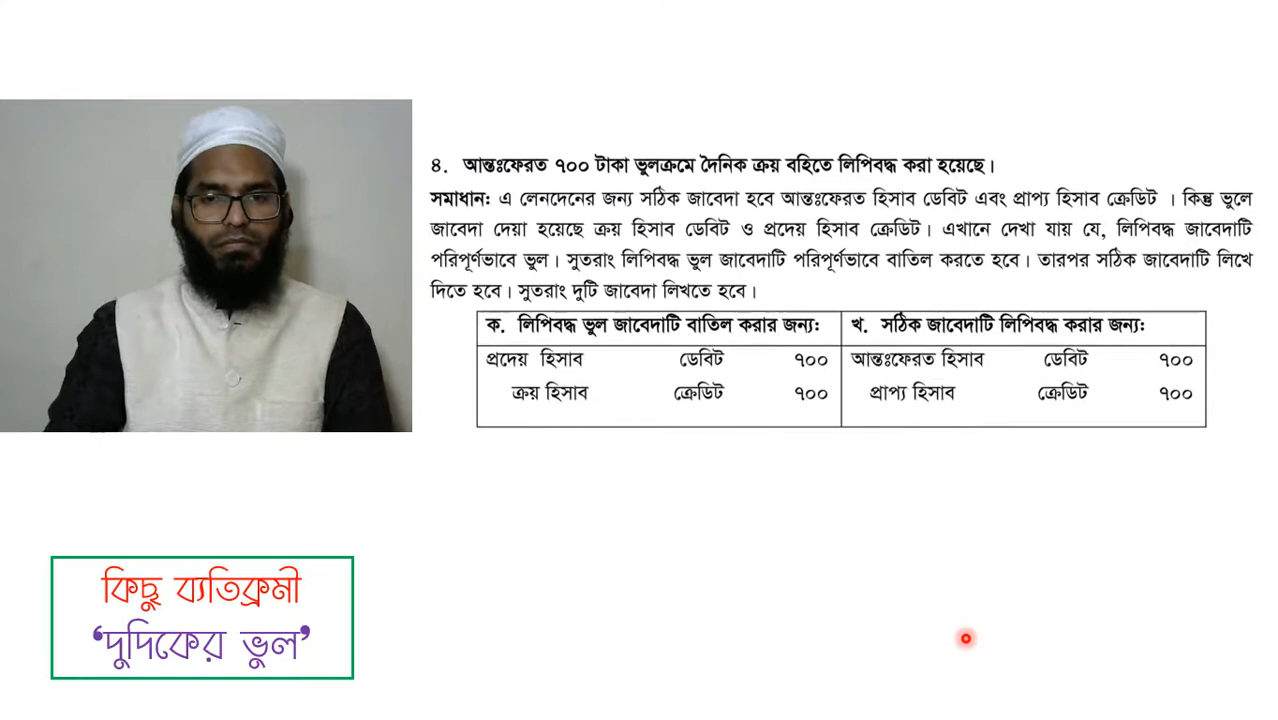 ৪. আন্তঃফেরত ৭০০ টাকা ভুলক্রমে দৈনিক ক্রয় বহিতে লিপিবদ্ধ করা হয়েছে।
সমাধান: এ লেনদেনের জন্য সঠিক জাবেদা হবে আন্তঃফেরত হিসাব ডেবিট এবং প্রাপ্য হিসাব ক্রেডিট । কিন্তু ভুলে
জাবেদা দেয়া হয়েছে ক্রয় হিসাব ডেবিট ও প্রদেয় হিসাব ক্রেডিট। এখানে দেখা যায় যে, লিপিবদ্ধ জাবেদাটি
পরিপূর্ণভাবে ভুল। সুতরাং লিপিবদ্ধ ভুল জাবেদাটি পরিপূর্ণভাবে বাতিল করতে হবে। তারপর সঠিক জাবেদাটি লিখে
দিতে হবে। সুতরাং দুটি জাবেদা লিখতে হবে।
ক. লিপিবদ্ধ ভুল জাবেদাটি বাতিল করার জন্য: খ. সঠিক জাবেদাটি লিপিবদ্ধ করার জন্য:
প্রদেয় হিসাব ডেবিট ৭০০ আন্তঃফেরত হিসাব ডেবিট ৭০০
ক্রয় হিসাব ক্রেডিট ৭০০ প্রাপ্য হিসাব ক্রেডিট ৭০০
কিছু ব্যতিক্রমী
‘দুদিকের ভুল’